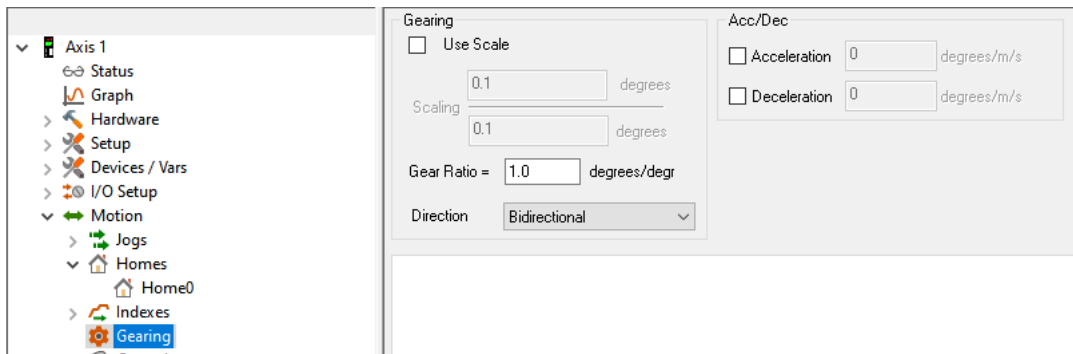 Axis 1
Status
Graph
Hardware
Setup
Devices / Vars
I/O Setup
Motion
Jogs
Homes
Home0
Indexes
Gearing
Gearing
Use Scale
Scaling
0.1 degrees
0.1 degrees
Gear Ratio = 1.0 degrees/degr
Direction Bidirectional
Acc/Dec
Acceleration 0 degrees/m/s
Deceleration 0 degrees/m/s